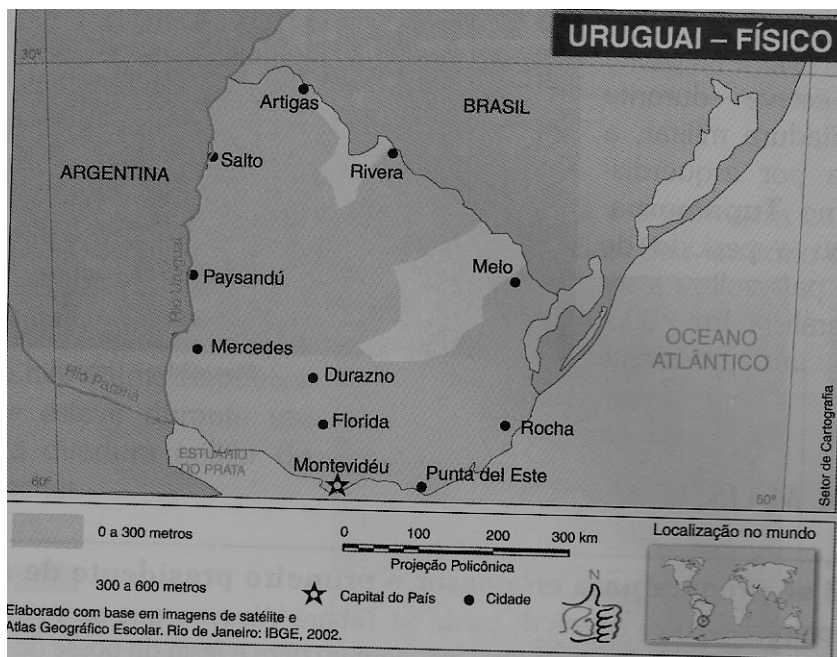 URUGUAI – FÍSICO
30º
Artigas
BRASIL
Salto
Rivera
ARGENTINA
Rio Uruguai
Paysandú
Melo
Mercedes
OCEANO
ATLÂNTICO
Rio Paraná
Durazno
Florida
Rocha
ESTUÁRIO
DO PRATA
Montevidéu
Punta del Este
60º
50º
Setor de Cartografia
0 a 300 metros
300 a 600 metros
0 100 200 300 km
Projeção Policônica
Capital do País
Cidade
N
Localização no mundo
Elaborado com base em imagens de satélite e
Atlas Geográfico Escolar. Rio de Janeiro: IBGE, 2002.